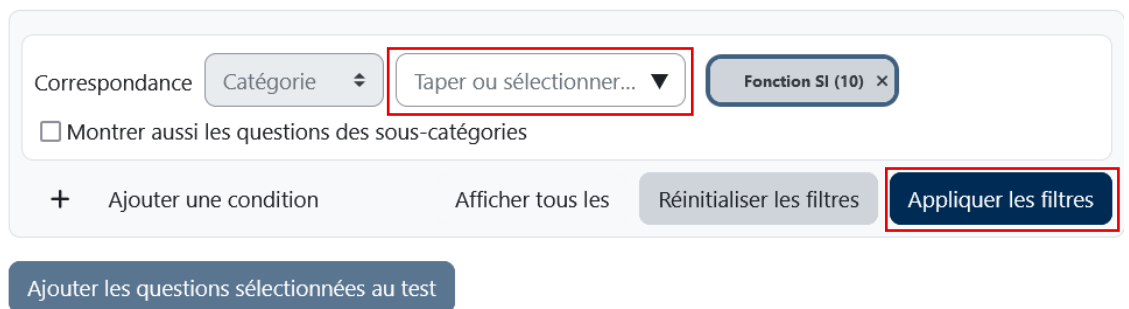 Correspondance Catégorie Taper ou sélectionner... ▼ Fonction SI (10) ×
Montrer aussi les questions des sous-catégories
+ Ajouter une condition Afficher tous les Réinitialiser les filtres Appliquer les filtres
Ajouter les questions sélectionnées au test